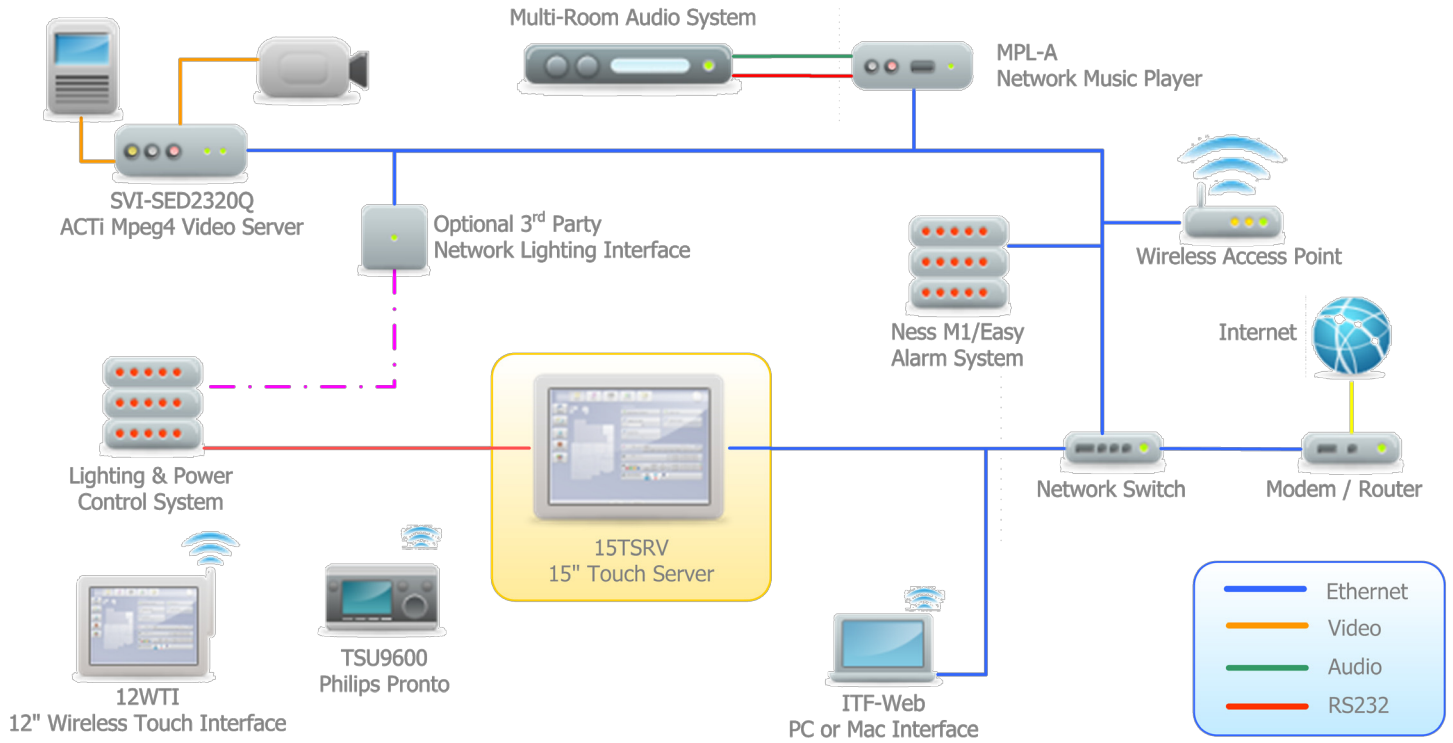 Multi-Room Audio System
MPL-A
Network Music Player
SVI-SED2320Q
ACTi Mpeg4 Video Server
Optional 3rd Party
Network Lighting Interface
Wireless Access Point
Ness M1/Easy
Alarm System
Internet
Lighting & Power
Control System
Network Switch
Modem / Router
15TSRV
15" Touch Server
TSU9600
Philips Pronto
12WTI
12" Wireless Touch Interface
ITF-Web
PC or Mac Interface
Ethernet
Video
Audio
RS232